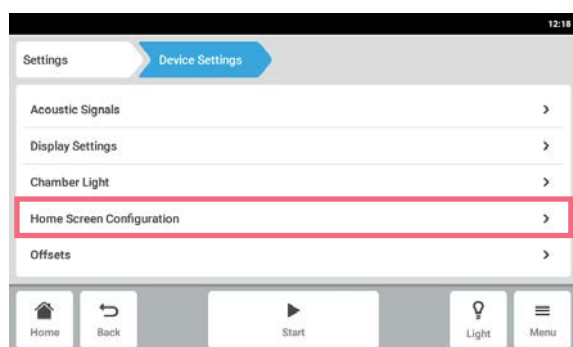 12:18
Settings Device Settings
Acoustic Signals
Display Settings
Chamber Light
Home Screen Configuration
Offsets
Home Back Start Light Menu